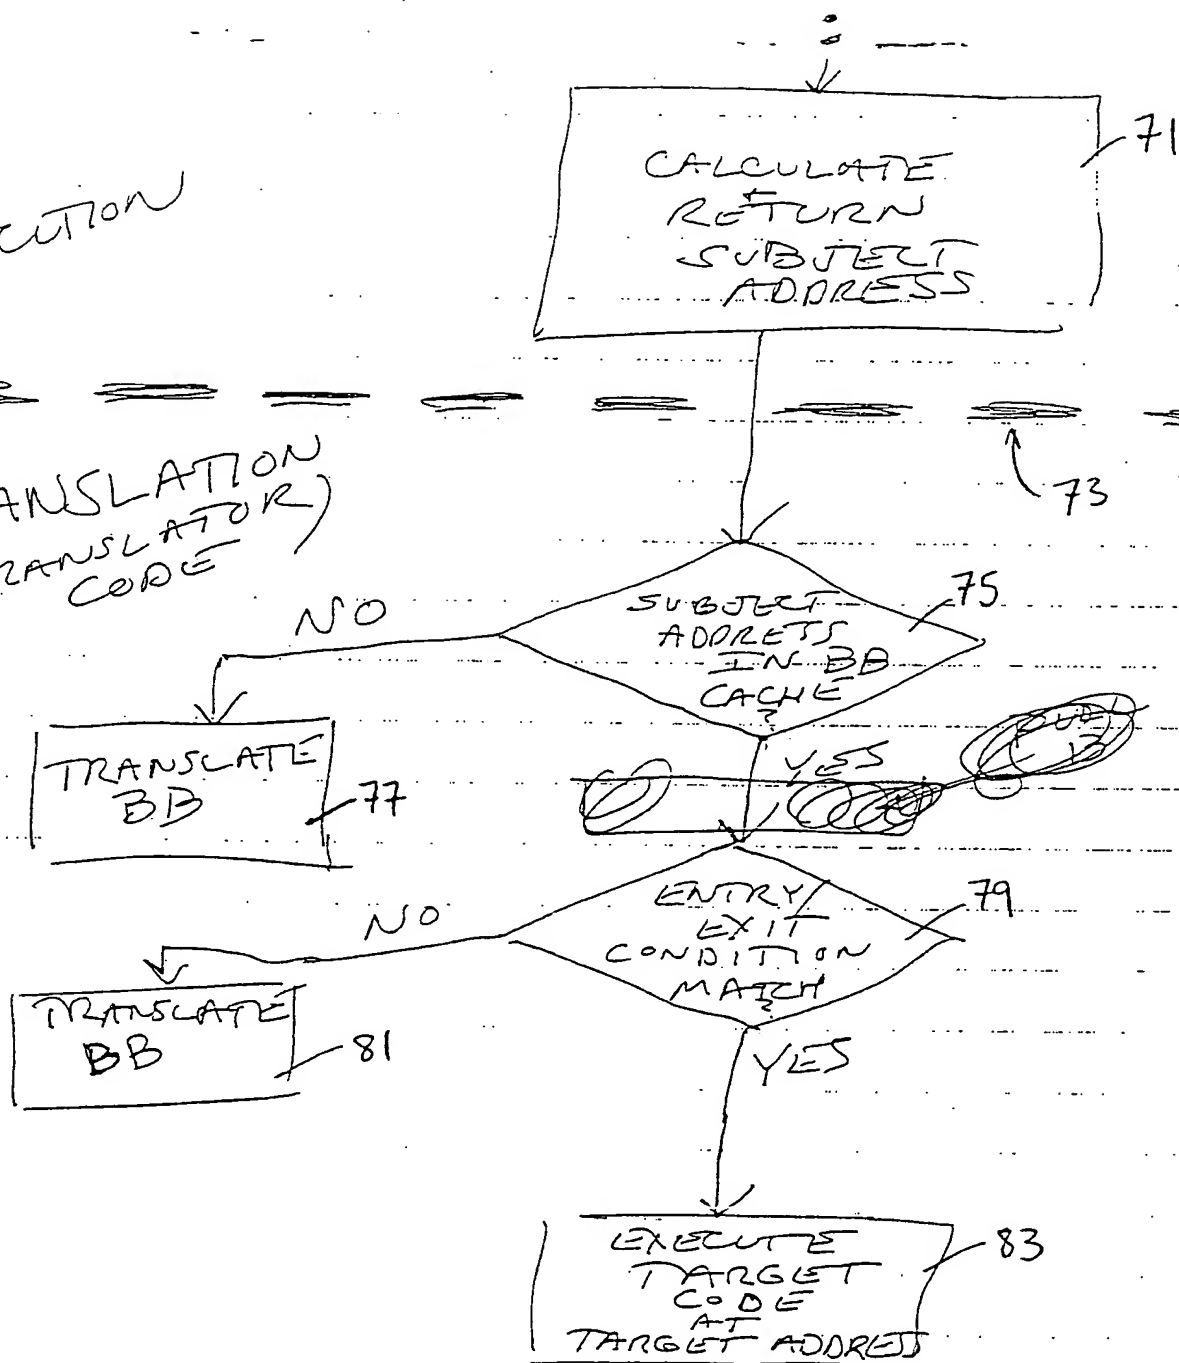 CALCULATE
RETURN
SUBJECT
ADDRESS
71
CUTION
73
ANSLATION
RANSLATOR)
CODE
SUBJECT
ADDRESS
IN BB
CACHE
?
75
NO
YES
TRANSLATE
BB
77
ENTRY/
EXIT
CONDITION
MATCH
?
79
NO
YES
TRANSLATE
BB
81
EXECUTE
TARGET
CODE
AT
TARGET ADDRESS
83